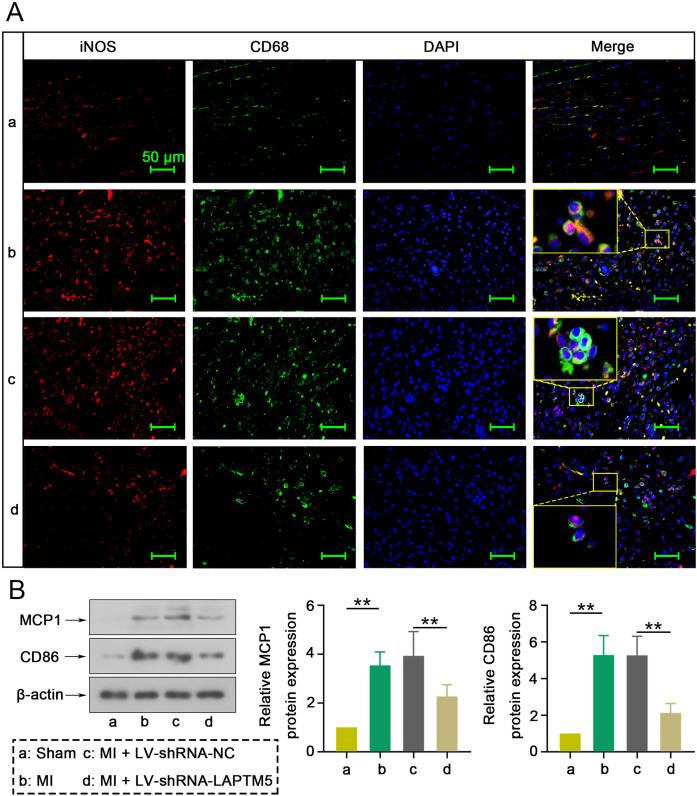 A
iNOS CD68 DAPI Merge
a
50 μm
b
c
d
B
MCP1
CD86
β-actin
a b c d
a: Sham c: MI + LV-shRNA-NC
b: MI d: MI + LV-shRNA-LAPTM5
Relative MCP1
protein expression
6
4
2
0
**
**
a b c d
Relative CD86
protein expression
8
6
4
2
0
**
**
a b c d